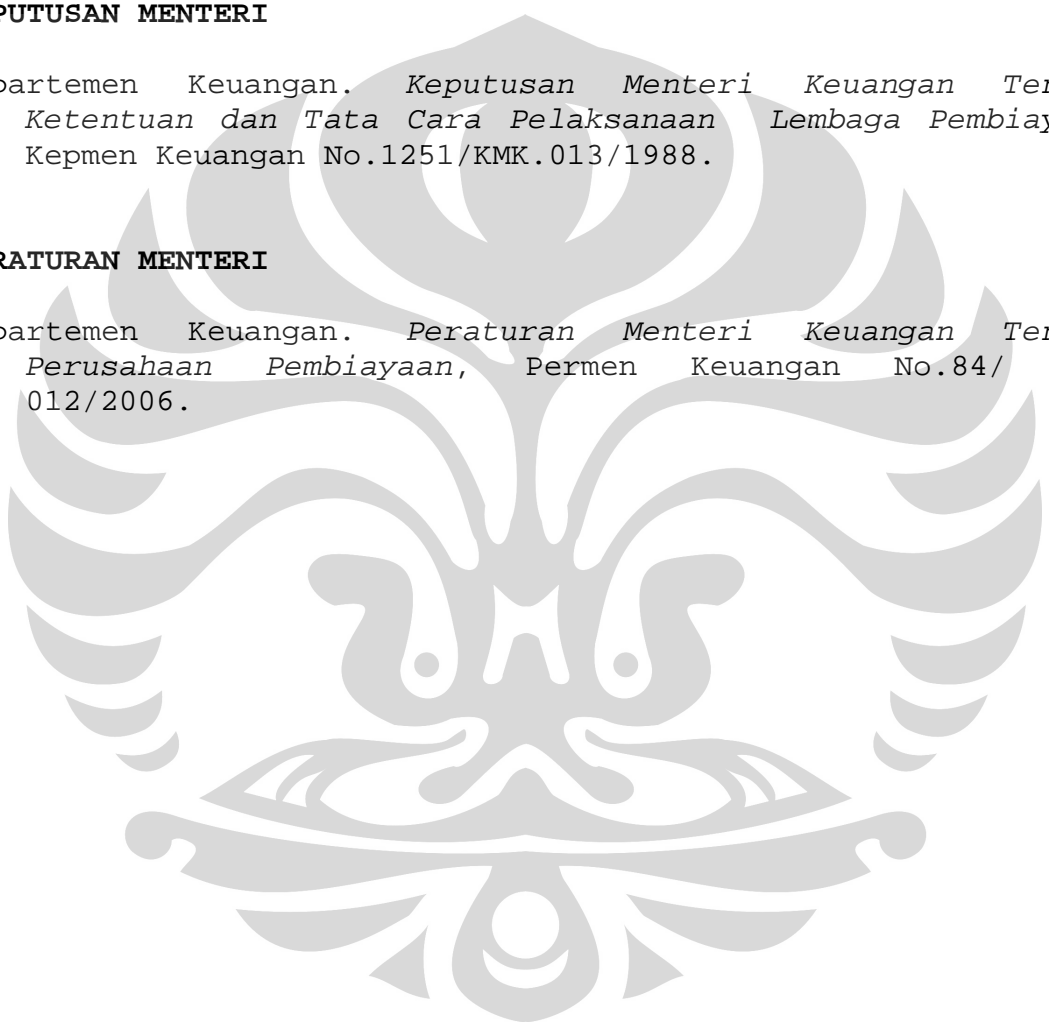 PUTUSAN MENTERI
partemen Keuangan. Keputusan Menteri Keuangan Ten
Ketentuan dan Tata Cara Pelaksanaan Lembaga Pembiay
Kepmen Keuangan No.1251/KMK.013/1988.
RATURAN MENTERI
partemen Keuangan. Peraturan Menteri Keuangan Ten
Perusahaan Pembiayaan, Permen Keuangan No.84/
012/2006.